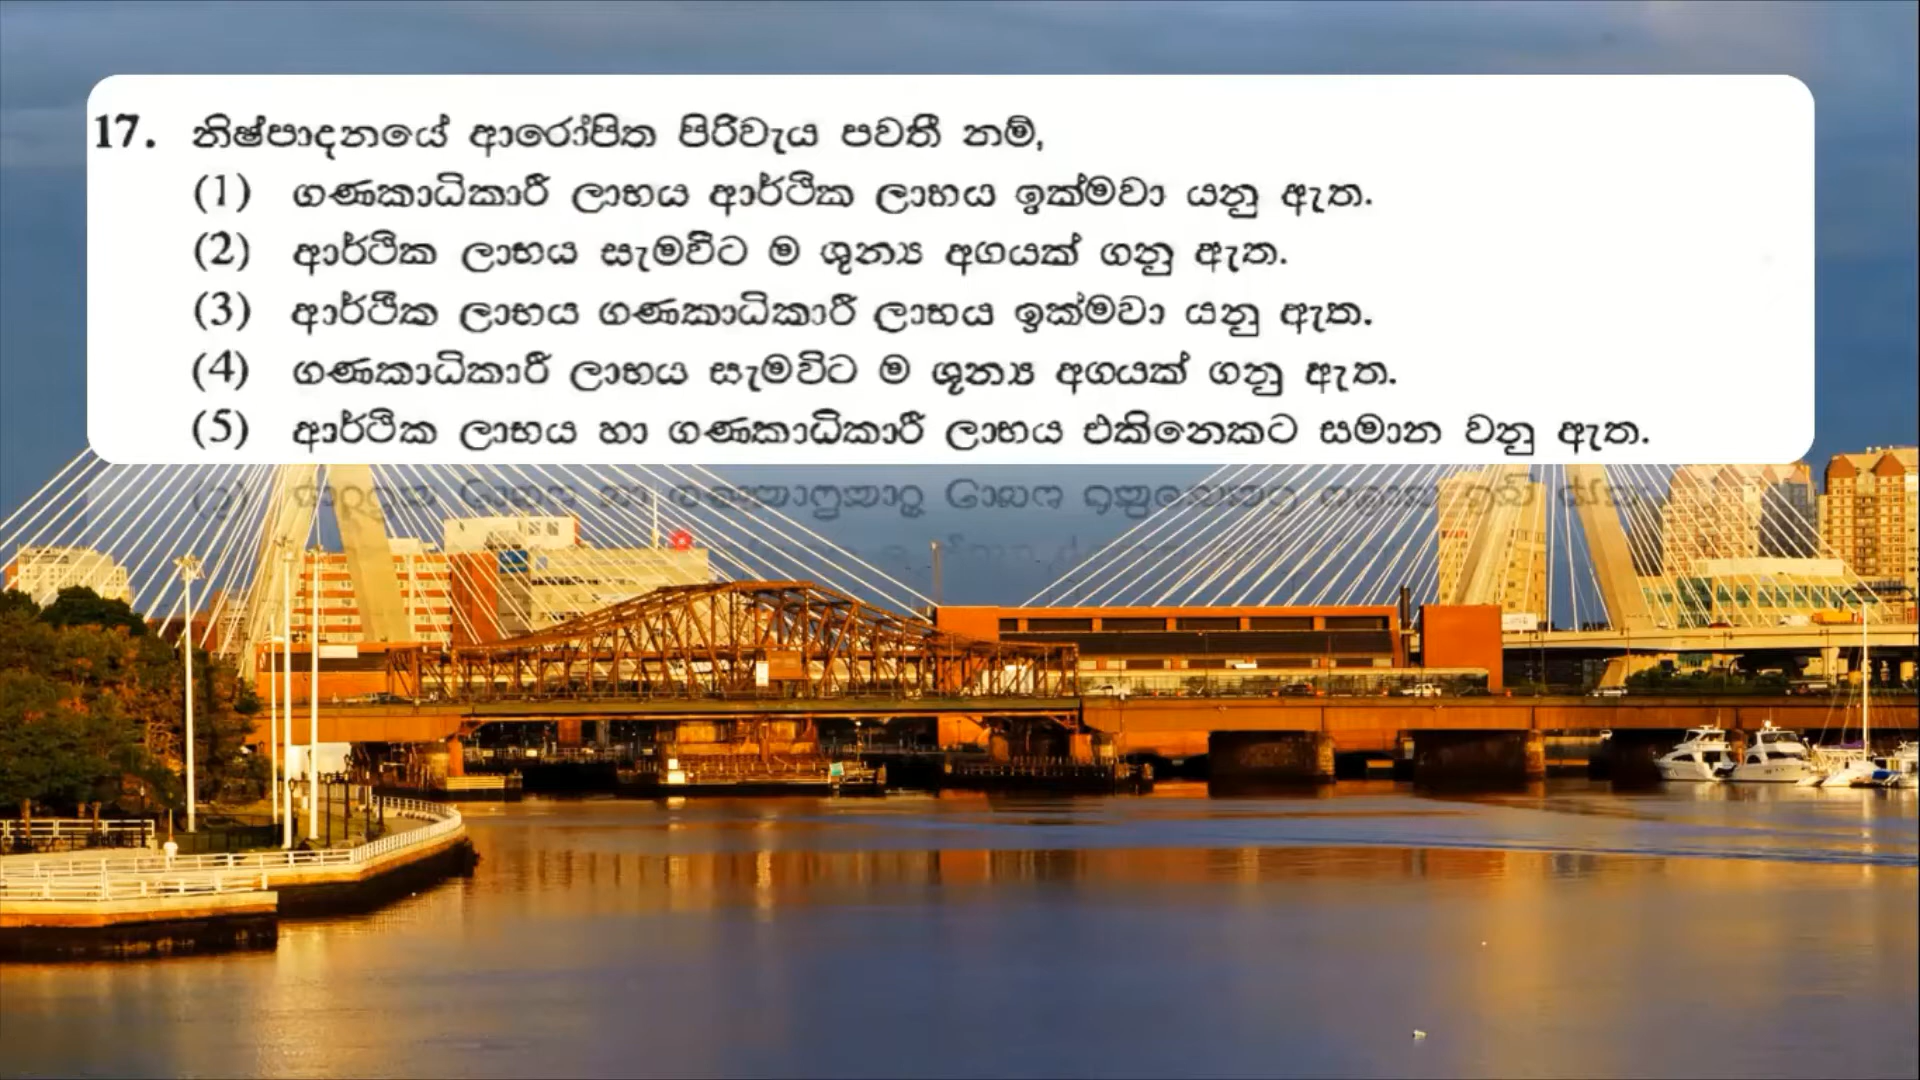 17. නිෂ්පාදනයේ ආරෝපිත පිරිවැය පවතී නම්,
(1) ගණකාධිකාරී ලාභය ආර්ථික ලාභය ඉක්මවා යනු ඇත.
(2) ආර්ථික ලාභය සැමවිට ම ශූන්‍ය අගයක් ගනු ඇත.
(3) ආර්ථික ලාභය ගණකාධිකාරී ලාභය ඉක්මවා යනු ඇත.
(4) ගණකාධිකාරී ලාභය සැමවිට ම ශූන්‍ය අගයක් ගනු ඇත.
(5) ආර්ථික ලාභය හා ගණකාධිකාරී ලාභය එකිනෙකට සමාන වනු ඇත.